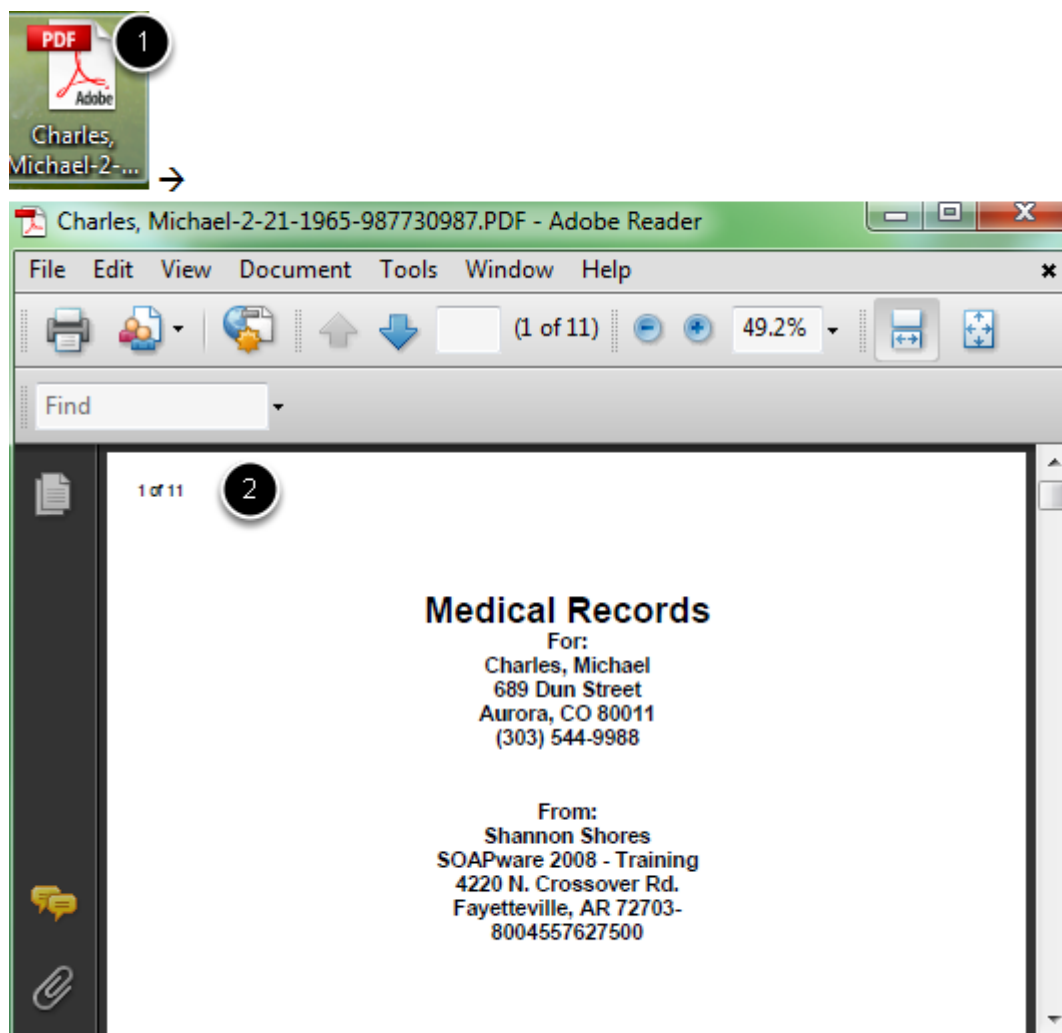 PDF
1
Adobe
Charles,
Michael-2-...
→
Charles, Michael-2-21-1965-987730987.PDF - Adobe Reader
File Edit View Document Tools Window Help
(1 of 11) 49.2%
Find
1 of 11
2
Medical Records
For:
Charles, Michael
689 Dun Street
Aurora, CO 80011
(303) 544-9988
From:
Shannon Shores
SOAPware 2008 - Training
4220 N. Crossover Rd.
Fayetteville, AR 72703-
8004557627500